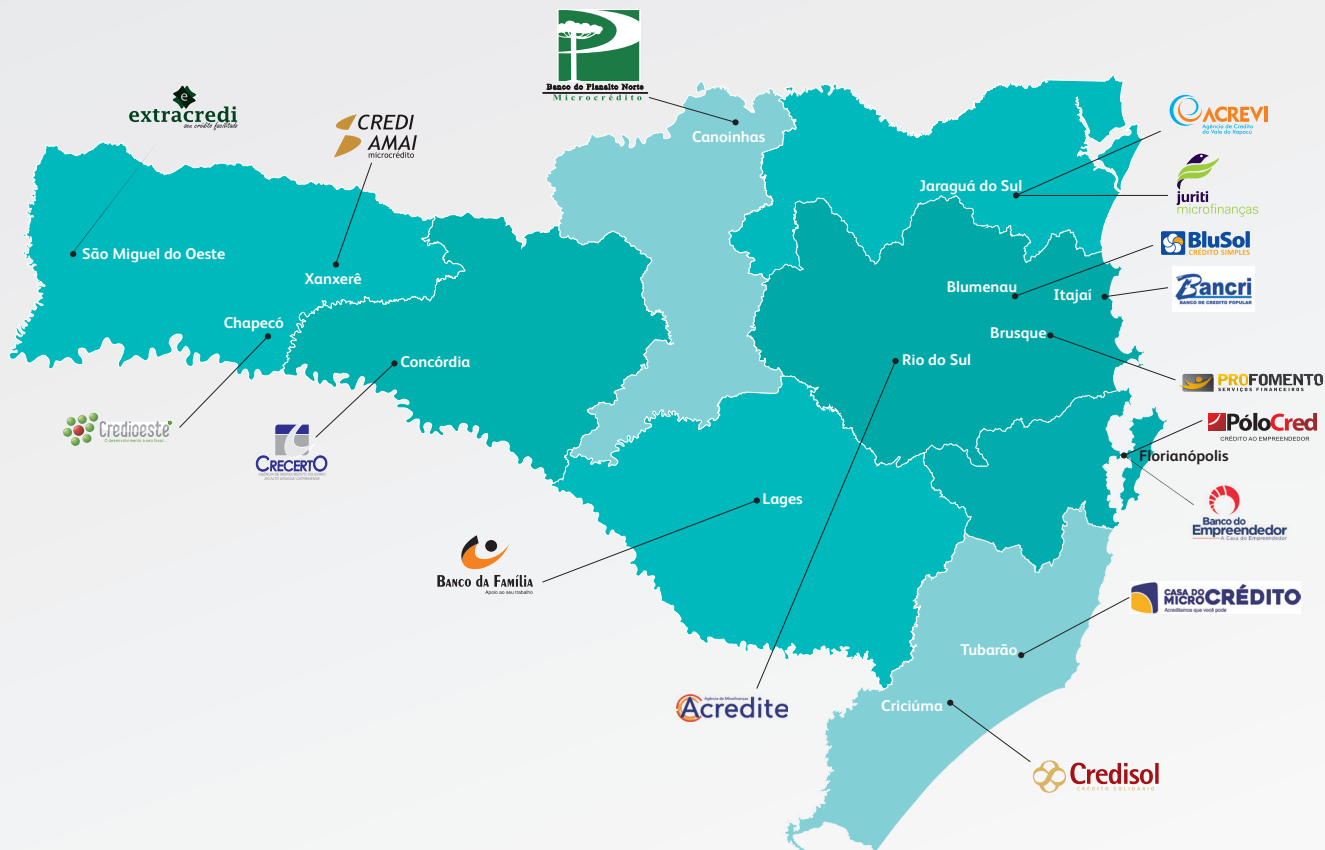 Banco do Planalto Norte
Microcrédito
e
extracredi
seu crédito facilitado
CREDI
AMAI
microcrédito
ACREVI
Agência de Crédito
do Vale do Itapocu
Canoinhas
Jaraguá do Sul
juriti
microfinanças
São Miguel do Oeste
Xanxerê
BluSol
CRÉDITO SIMPLES
Blumenau
Itajaí
Bancri
BANCO DE CREDITO POPULAR
Chapecó
Brusque
Concórdia
Rio do Sul
PROFOMENTO
SERVIÇOS FINANCEIROS
Credioeste
PóloCred
CRÉDITO AO EMPREENDEDOR
Florianópolis
CRECERTO
Lages
Banco do
Empreendedor
A Casa do Empreendedor
BANCO DA FAMÍLIA
Apoio ao seu trabalho
CASA DO
MICROCRÉDITO
Acreditamos que você pode
Tubarão
Agência de Microfinanças
Acredite
Criciúma
Credisol
CRÉDITO SOLIDÁRIO